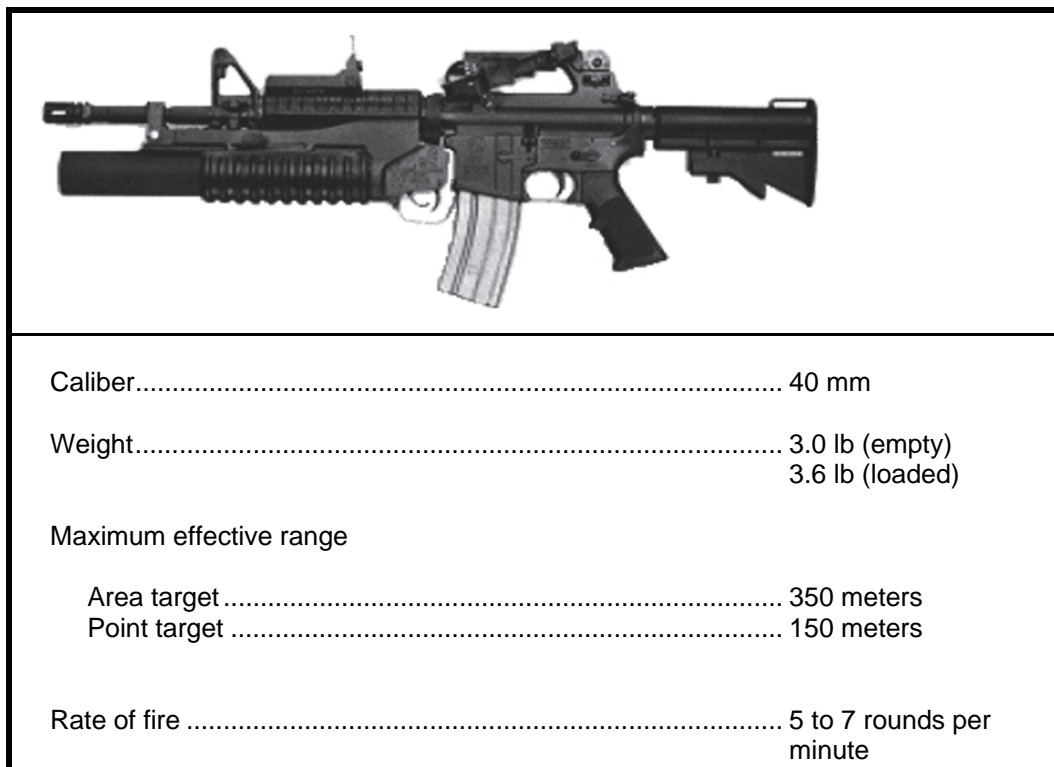 Caliber....................................................................................... 40 mm
Weight....................................................................................... 3.0 lb (empty)
3.6 lb (loaded)
Maximum effective range
Area target........................................................................... 350 meters
Point target .......................................................................... 150 meters
Rate of fire ................................................................................ 5 to 7 rounds per
minute